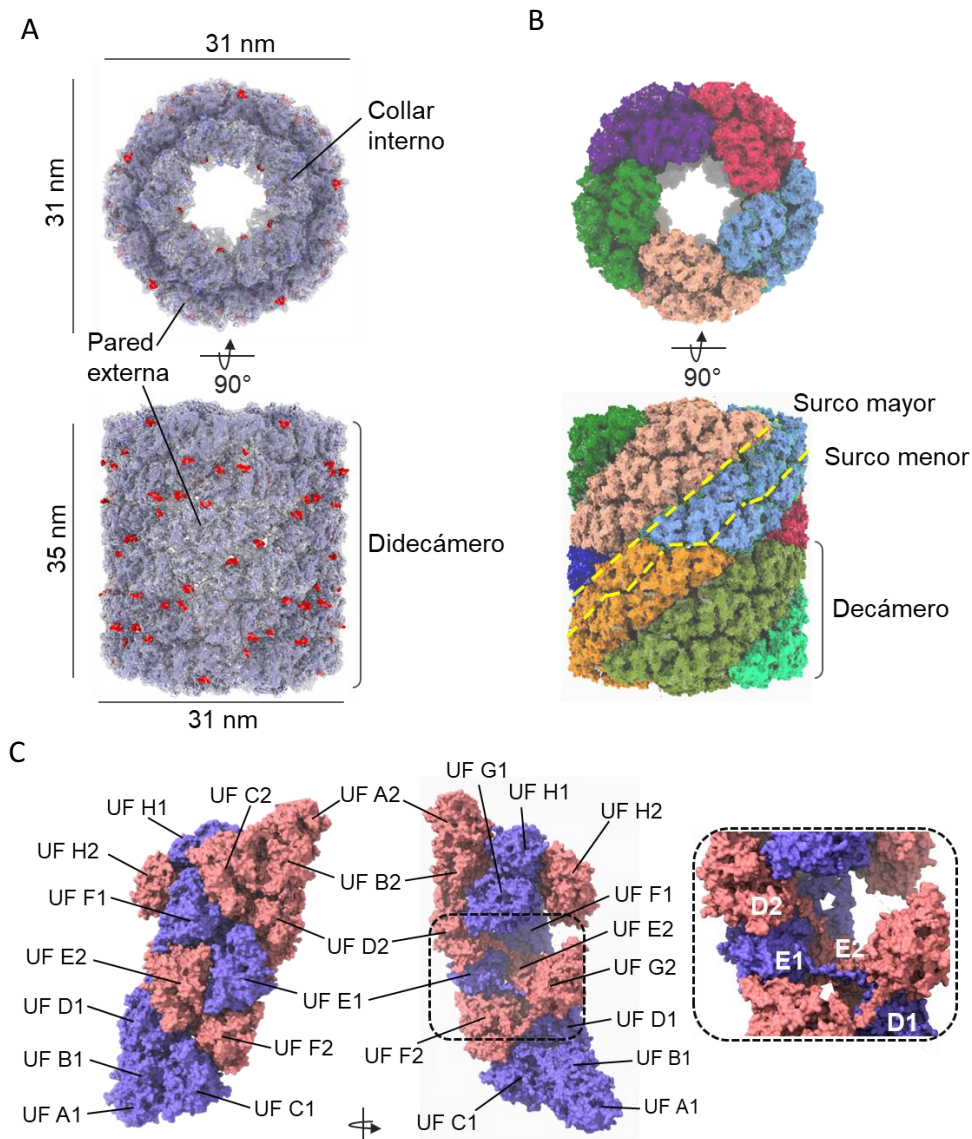 A
31 nm
31 nm
Collar
interno
Pared
externa
90°
35 nm
Didecámero
31 nm
B
90°
Surco mayor
Surco menor
Decámero
C
UF H1
UF C2
UF A2
UF H2
UF B2
UF F1
UF D2
UF E2
UF E1
UF D1
UF F2
UF B1
UF A1
UF C1
UF G1
UF H1
UF H2
UF F1
UF E2
UF G2
UF D1
UF B1
UF A1
UF C1
D2
E1
E2
D1